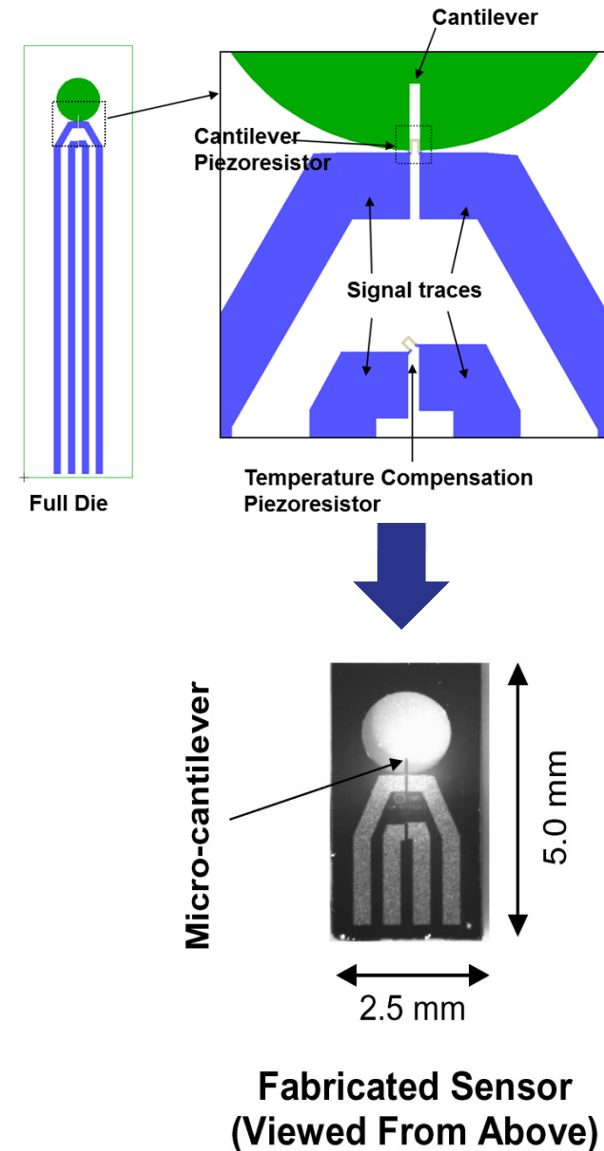 Cantilever
Cantilever
Piezoresistor
Signal traces
Temperature Compensation
Piezoresistor
Full Die
Micro-cantilever
5.0 mm
2.5 mm
Fabricated Sensor
(Viewed From Above)